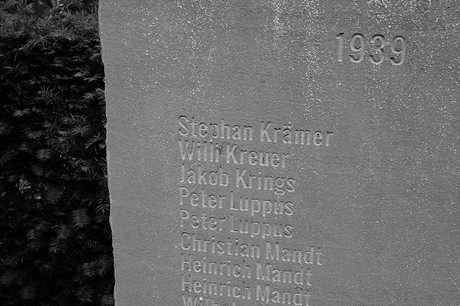 1939
Stephan Krämer
Willi Kreuer
Jakob Krings
Peter Luppus
Peter Luppus
Christian Mandt
Heinrich Mandt
Heinrich Mandt